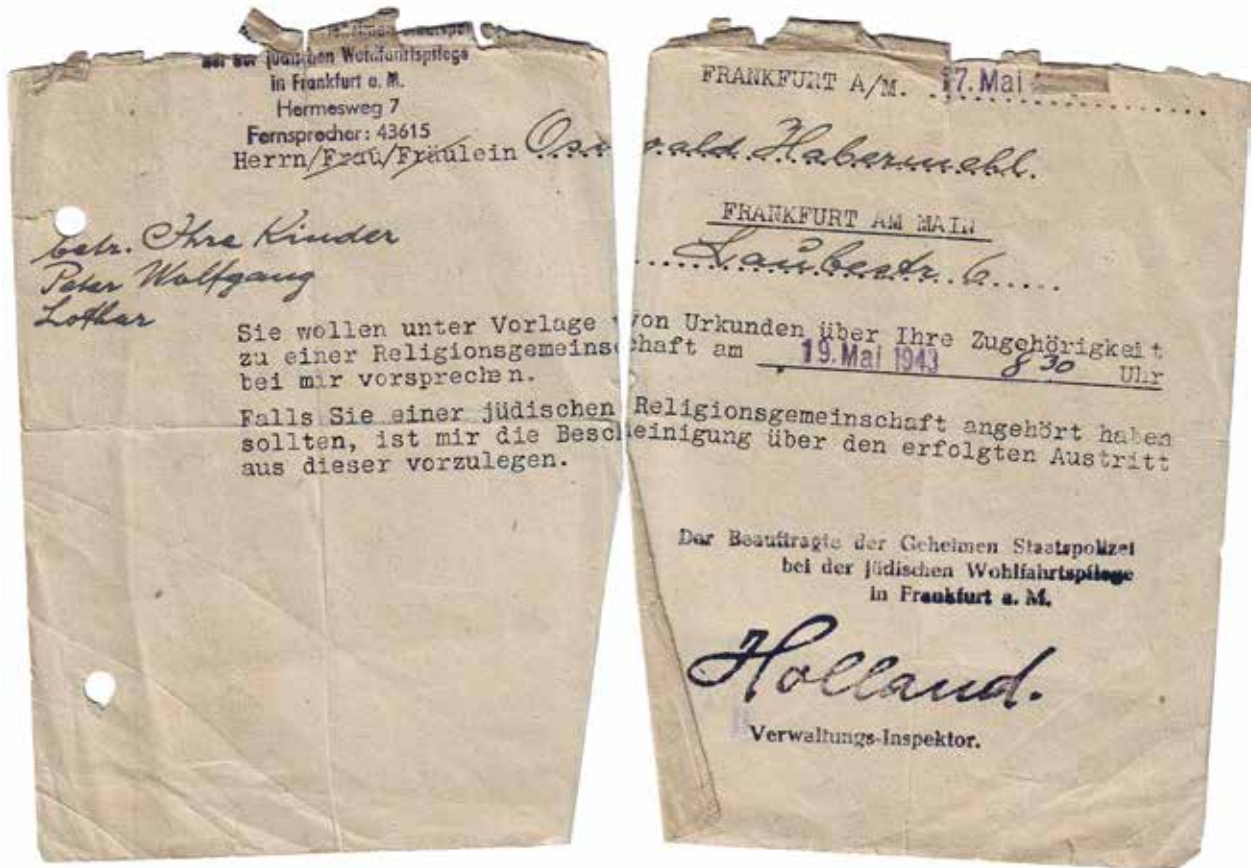 Staatspol
bei der jüdischen Wohlfahrtspflege
in Frankfurt a. M.
Hermesweg 7
Fernsprecher: 43615
FRANKFURT A/M. 17. Mai
Herrn/Frau/Fräulein Oswald Habermehl.
FRANKFURT AM MAIN
Laubestr. 6
betr. Ihre Kinder
Peter Wolfgang
Lothar
Sie wollen unter Vorlage von Urkunden über Ihre Zugehörigkeit
zu einer Religionsgemeinschaft am 19. Mai 1943 8 30 Uhr
bei mir vorsprechen.
Falls Sie einer jüdischen Religionsgemeinschaft angehört haben
sollten, ist mir die Bescheinigung über den erfolgten Austritt
aus dieser vorzulegen.
Der Beauftragte der Geheimen Staatspolizei
bei der jüdischen Wohlfahrtspflege
in Frankfurt a. M.
Holland.
Verwaltungs-Inspektor.